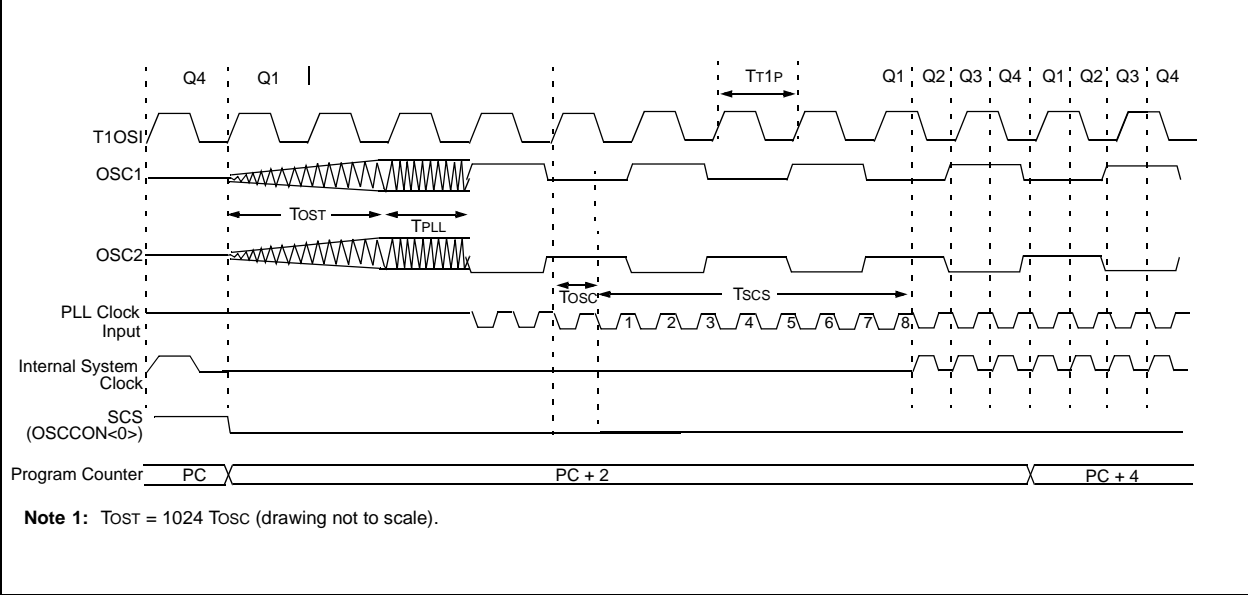 Q4 Q1 TT1P Q1 Q2 Q3 Q4 Q1 Q2 Q3 Q4
T1OSI
OSC1
TOST
TPLL
OSC2
TOSC TSCS
PLL Clock
Input
1 2 3 4 5 6 7 8
Internal System
Clock
SCS
(OSCCON<0>)
Program Counter PC PC + 2 PC + 4
Note 1: TOST = 1024 TOSC (drawing not to scale).